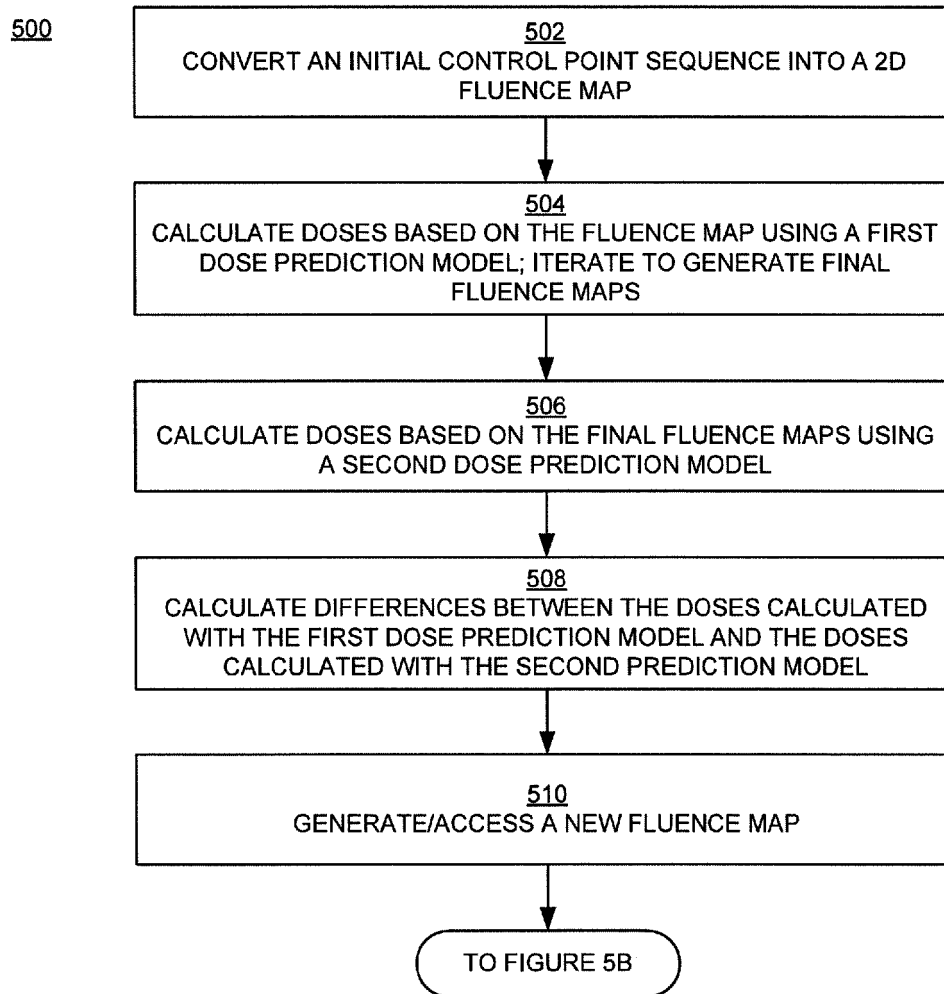 500
502
CONVERT AN INITIAL CONTROL POINT SEQUENCE INTO A 2D
FLUENCE MAP
504
CALCULATE DOSES BASED ON THE FLUENCE MAP USING A FIRST
DOSE PREDICTION MODEL; ITERATE TO GENERATE FINAL
FLUENCE MAPS
506
CALCULATE DOSES BASED ON THE FINAL FLUENCE MAPS USING
A SECOND DOSE PREDICTION MODEL
508
CALCULATE DIFFERENCES BETWEEN THE DOSES CALCULATED
WITH THE FIRST DOSE PREDICTION MODEL AND THE DOSES
CALCULATED WITH THE SECOND PREDICTION MODEL
510
GENERATE/ACCESS A NEW FLUENCE MAP
TO FIGURE 5B